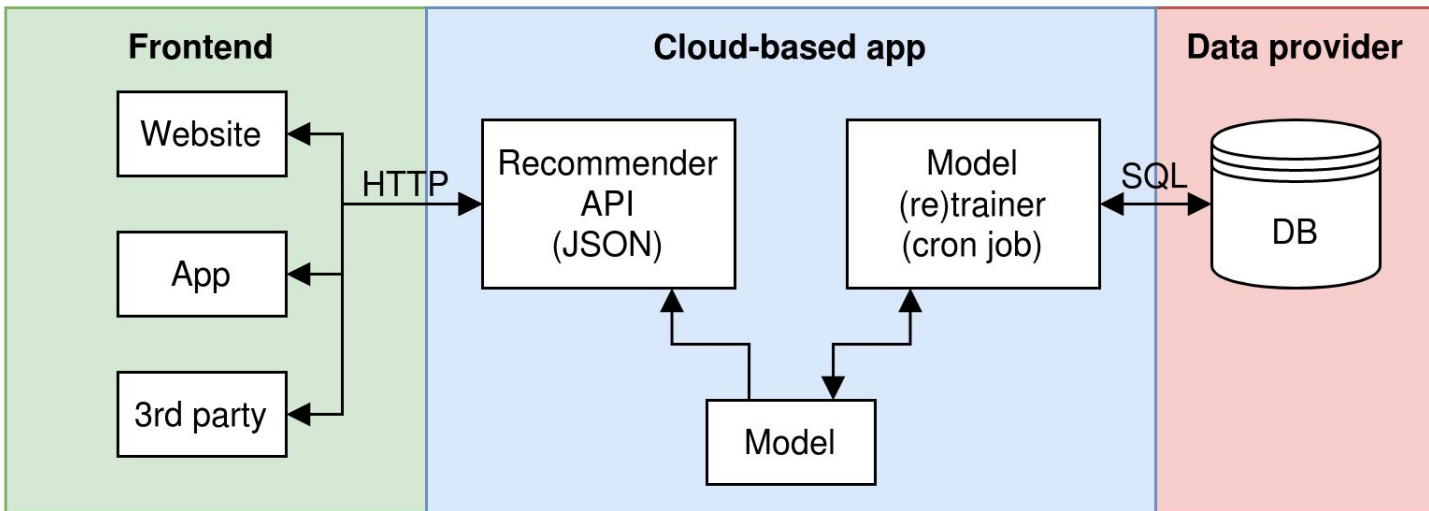 Frontend
Website
App
3rd party
HTTP
Cloud-based app
Recommender
API
(JSON)
Model
(re)trainer
(cron job)
Model
SQL
Data provider
DB